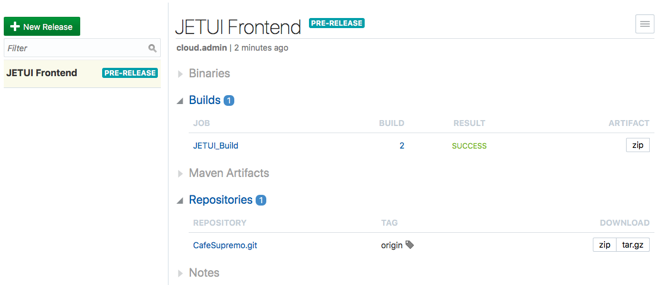 + New Release
Filter
JETUI Frontend PRE-RELEASE
JETUI Frontend PRE-RELEASE
cloud.admin | 2 minutes ago
Binaries
Builds 1
JOB BUILD RESULT ARTIFACT
JETUI_Build 2 SUCCESS zip
Maven Artifacts
Repositories 1
REPOSITORY TAG DOWNLOAD
CafeSupremo.git origin zip tar.gz
Notes